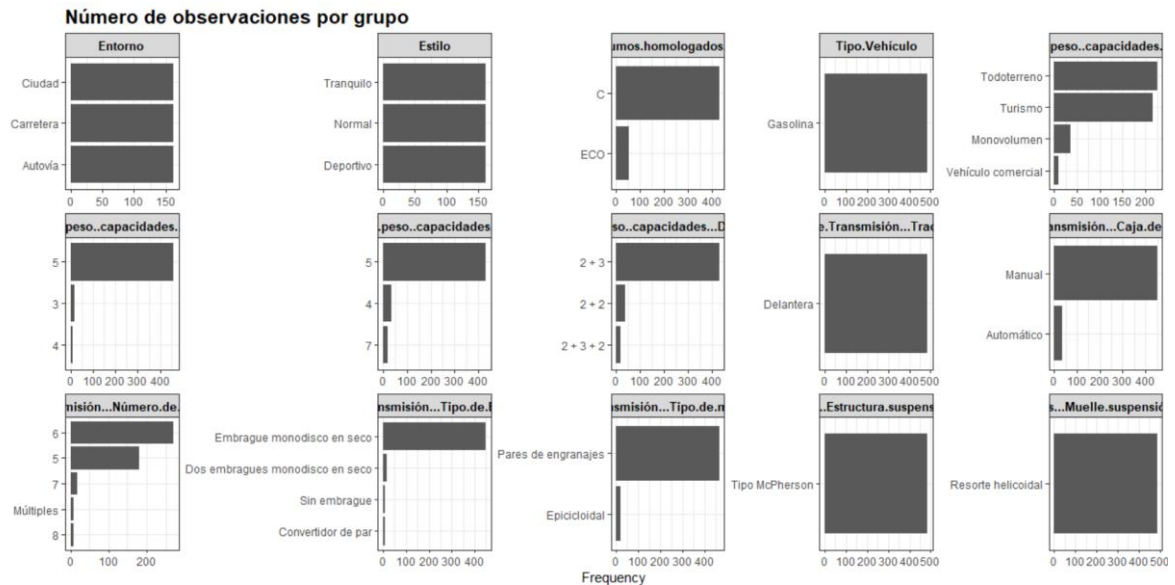 Número de observaciones por grupo
Entorno
Ciudad
Carretera
Autovía
0 50 100 150
Estilo
Tranquilo
Normal
Deportivo
0 50 100 150
umos.homologados.
C
ECO
0 100 200 300 400
Tipo.Vehículo
Gasolina
0 100 200 300 400 500
peso..capacidades.
Todoterreno
Turismo
Monovolumen
Vehículo comercial
0 50 100 150 200
peso..capacidades.
5
3
4
0 100 200 300 400
.peso..capacidades
5
4
7
0 100 200 300 400
so..capacidades...D
2 + 3
2 + 2
2 + 3 + 2
0 100 200 300 400
e.Transmisión...Trac
Delantera
0 100 200 300 400 500
ansmisión...Caja.de
Manual
Automático
0 100 200 300 400
misión...Número.de.
6
5
7
Múltiples
8
0 100 200
nsmisión...Tipo.de.
Embrague monodisco en seco
Dos embragues monodisco en seco
Sin embrague
Convertidor de par
0 100 200 300 400
nsmisión...Tipo.de.m
Pares de engranajes
Epicicloidal
0 100 200 300 400
...Estructura.suspens
Tipo McPherson
0 100 200 300 400 500
s...Muelle.suspensió
Resorte helicoidal
0 100 200 300 400 500
Frequency